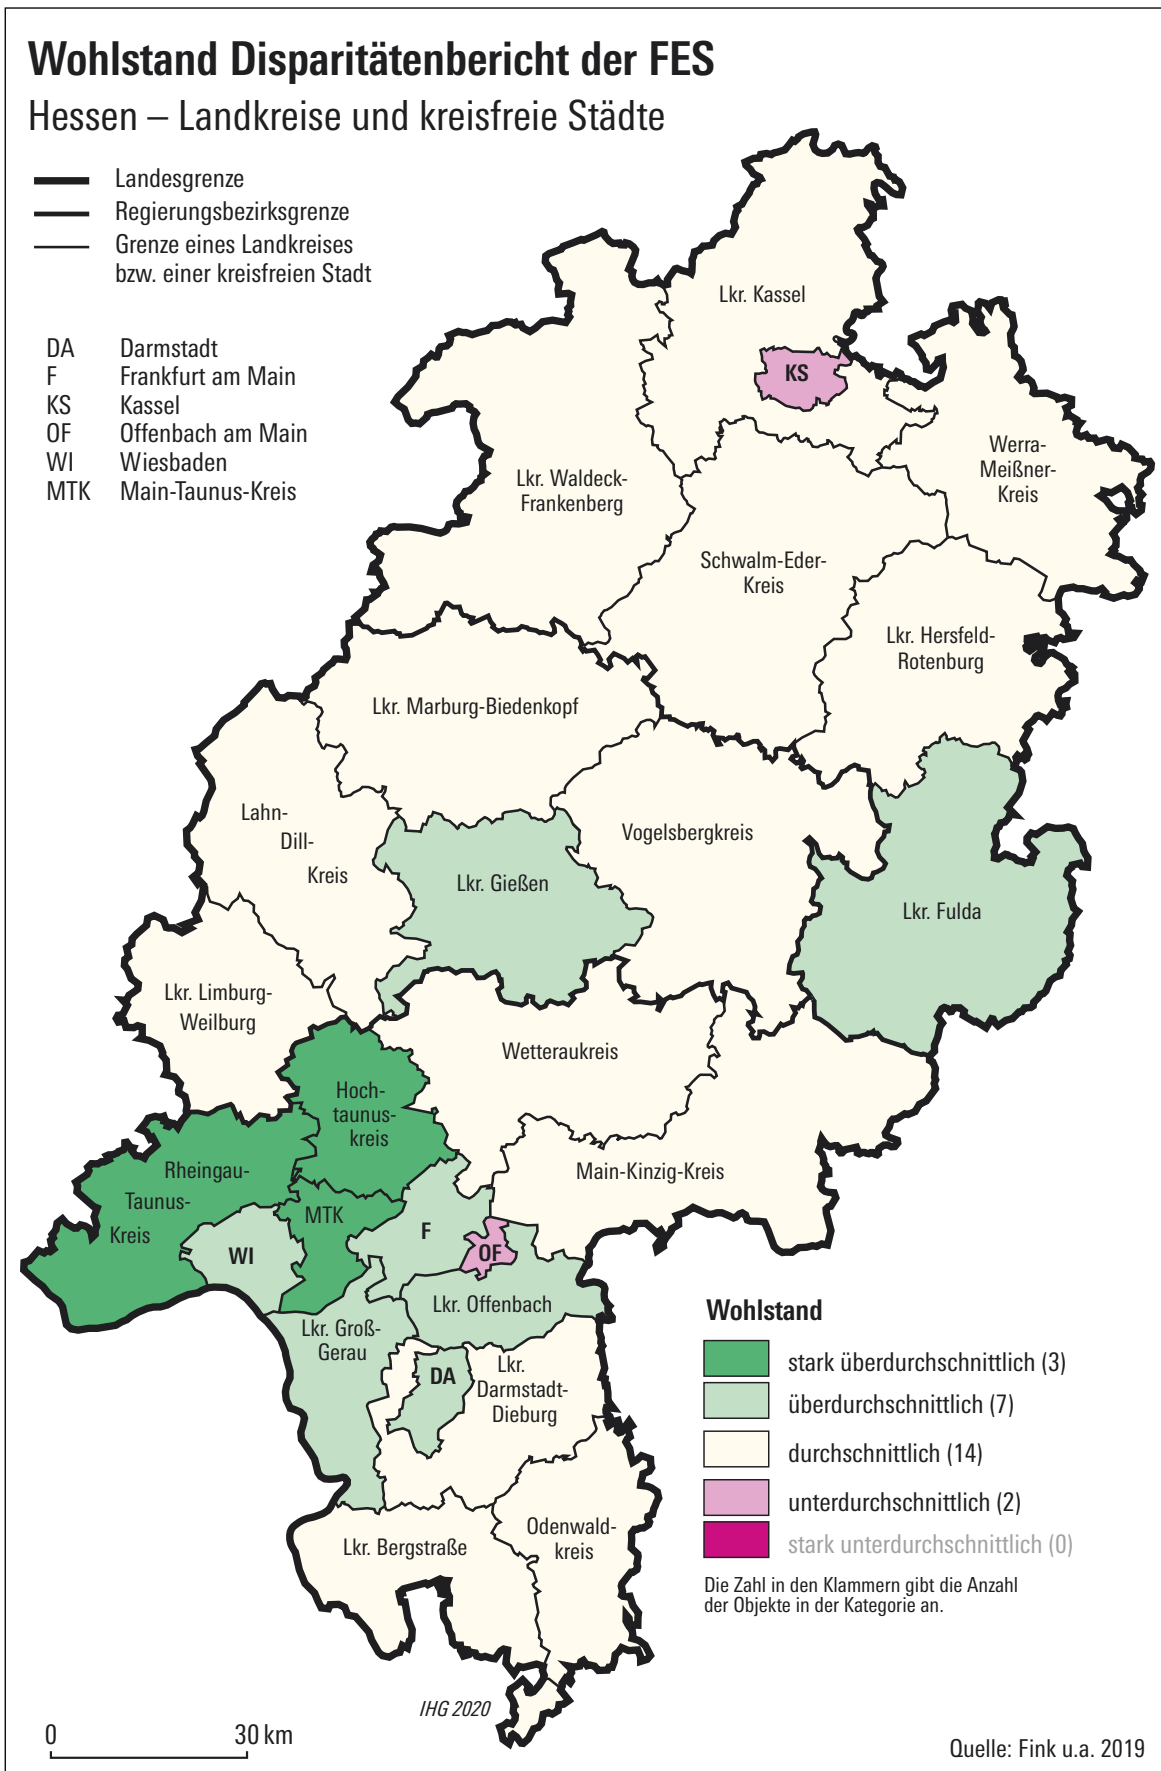 Wohlstand Disparitätenbericht der FES
Hessen – Landkreise und kreisfreie Städte
Landesgrenze
Regierungsbezirksgrenze
Grenze eines Landkreises
bzw. einer kreisfreien Stadt
DA Darmstadt
F Frankfurt am Main
KS Kassel
OF Offenbach am Main
WI Wiesbaden
MTK Main-Taunus-Kreis
Lkr. Kassel
KS
Werra-
Meißner-
Kreis
Lkr. Waldeck-
Frankenberg
Schwalm-Eder-
Kreis
Lkr. Hersfeld-
Rotenburg
Lkr. Marburg-Biedenkopf
Lahn-
Dill-
Kreis
Vogelsbergkreis
Lkr. Gießen
Lkr. Fulda
Lkr. Limburg-
Weilburg
Wetteraukreis
Hoch-
taunus-
kreis
Rheingau-
Taunus-
Kreis
Main-Kinzig-Kreis
MTK
F
WI
OF
Lkr. Offenbach
Lkr. Groß-
Gerau
DA
Lkr.
Darmstadt-
Dieburg
Odenwald-
kreis
Lkr. Bergstraße
Wohlstand
stark überdurchschnittlich (3)
überdurchschnittlich (7)
durchschnittlich (14)
unterdurchschnittlich (2)
stark unterdurchschnittlich (0)
Die Zahl in den Klammern gibt die Anzahl
der Objekte in der Kategorie an.
IHG 2020
0 30 km
Quelle: Fink u.a. 2019